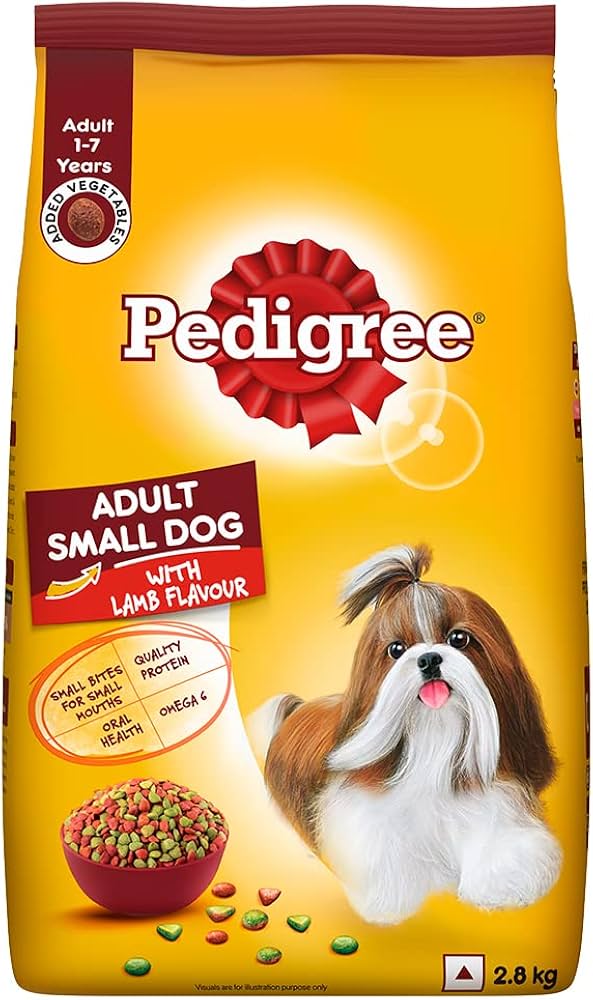 Adult
1-7
Years
ADDED VEGETABLES
Pedigree®
ADULT
SMALL DOG
WITH
LAMB FLAVOUR
SMALL BITES
FOR SMALL
MOUTHS
QUALITY
PROTEIN
ORAL
HEALTH
OMEGA 6
Visuals are for illustration purpose only
2.8 kg